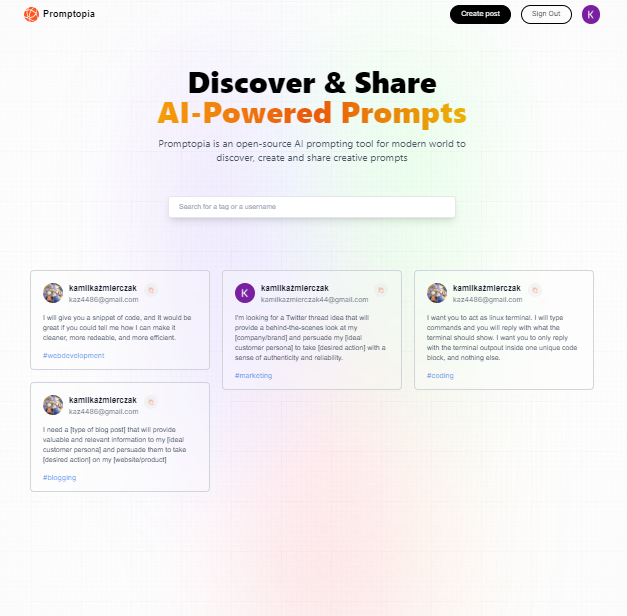 Promptopia
Create post
Sign Out
K
Discover & Share
AI-Powered Prompts
Promptopia is an open-source AI prompting tool for modern world to
discover, create and share creative prompts
Search for a tag or a username
kamilkaźmierczak
kaz4486@gmail.com
I will give you a snippet of code, and it would be
great if you could tell me how I can make it
cleaner, more redeable, and more efficient.
#webdevelopment
K
kamilkaźmierczak
kamilkazmierczak44@gmail.com
I'm looking for a Twitter thread idea that will
provide a behind-the-scenes look at my
[company/brand] and persuade my [ideal
customer persona] to take [desired action] with a
sense of authenticity and reliability.
#marketing
kamilkaźmierczak
kaz4486@gmail.com
I want you to act as linux terminal. I will type
commands and you will reply with what the
terminal should show. I want you to only reply
with the terminal outpout inside one unique code
block, and nothing else.
#coding
kamilkaźmierczak
kaz4486@gmail.com
I need a [type of blog post] that will provide
valuable and relevant information to my [ideal
customer persona] and persuade them to take
[desired action] on my [website/product]
#blogging